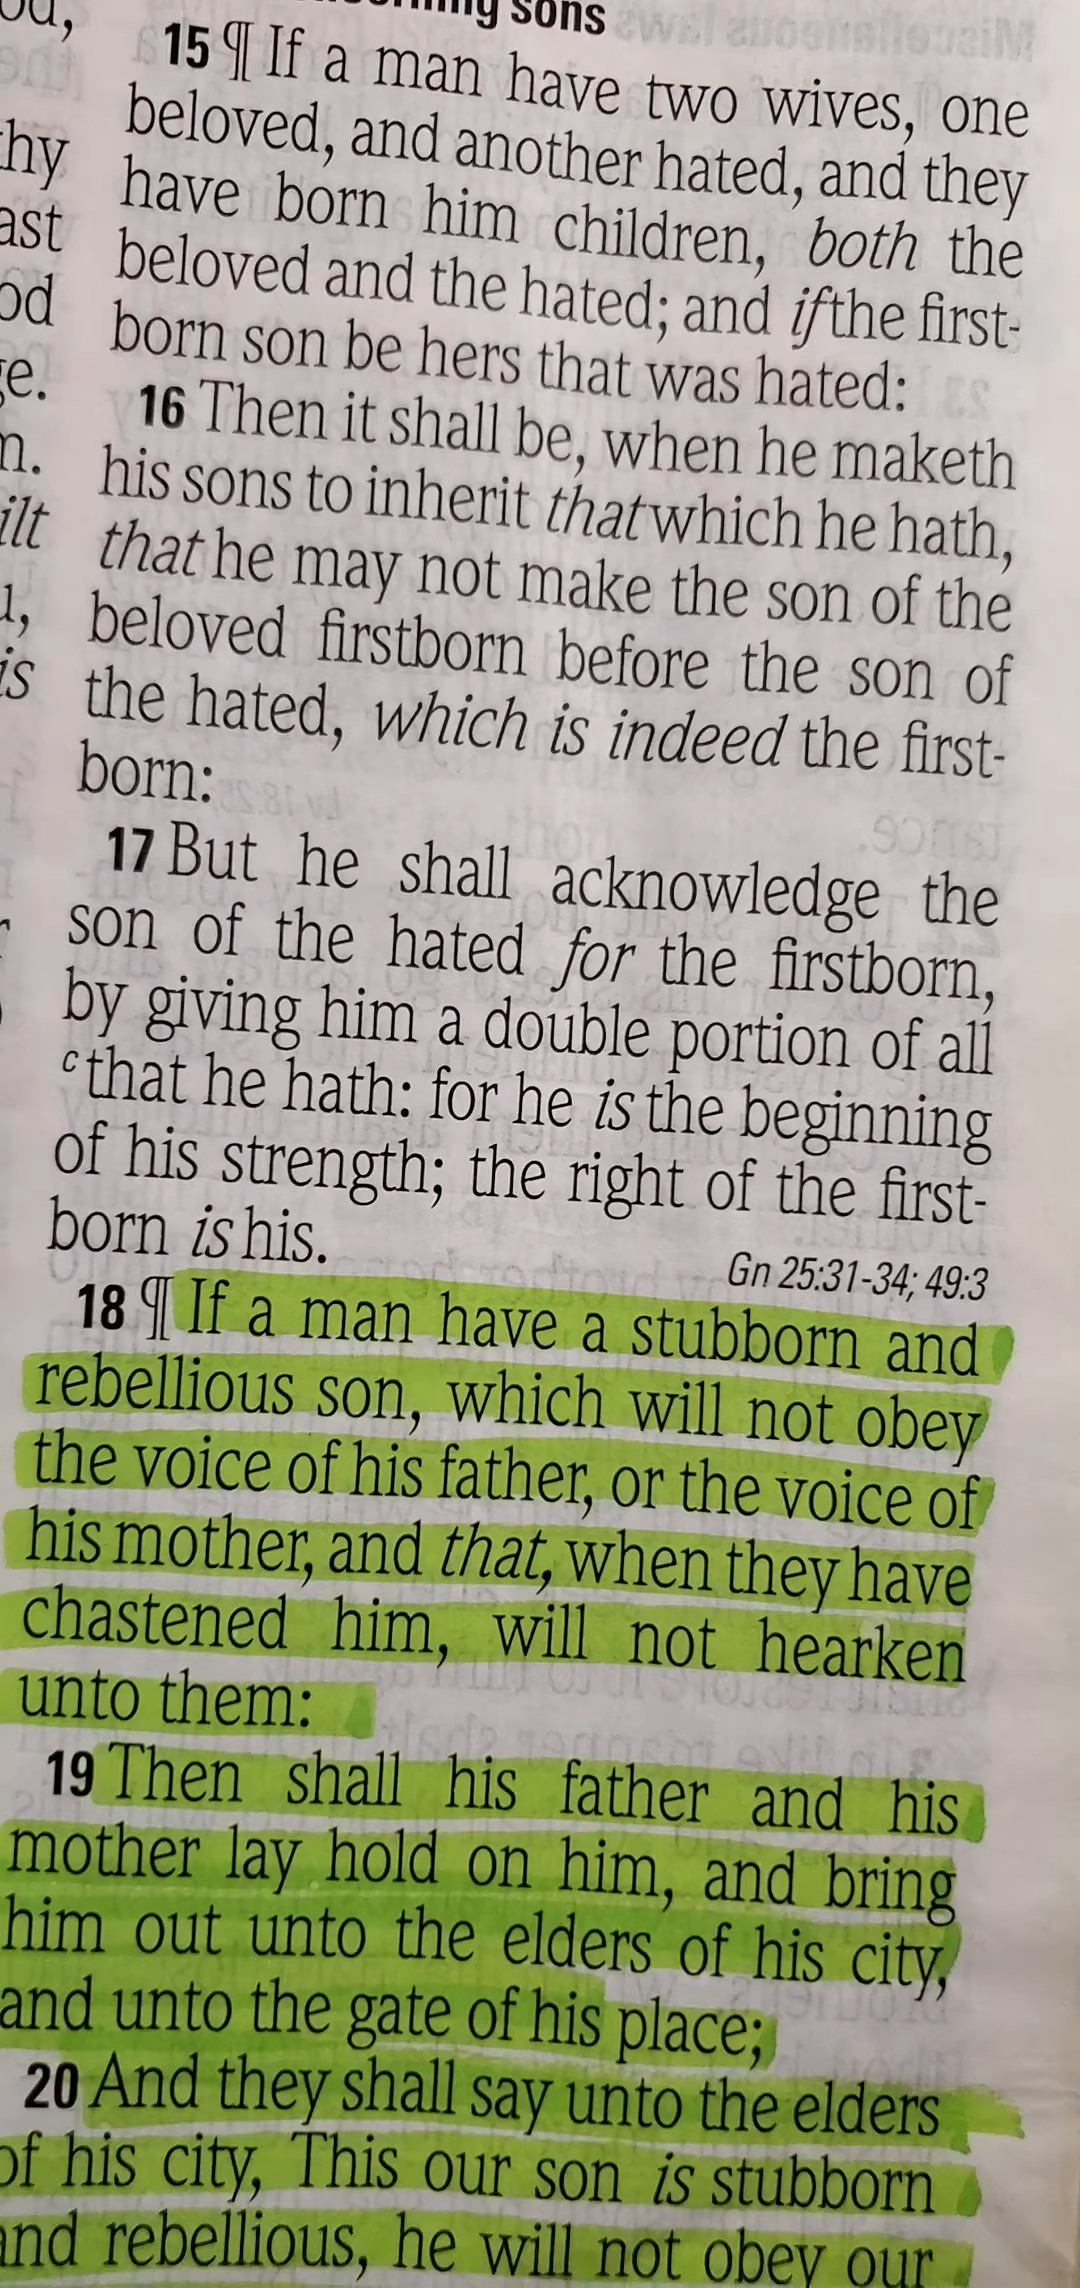 sons
15 ¶ If a man have two wives, one
beloved, and another hated, and they
have born him children, both the
beloved and the hated; and if the first-
born son be hers that was hated:
16 Then it shall be, when he maketh
his sons to inherit that which he hath,
that he may not make the son of the
beloved firstborn before the son of
the hated, which is indeed the first-
born:
17 But he shall acknowledge the
son of the hated for the firstborn,
by giving him a double portion of all
c that he hath: for he is the beginning
of his strength; the right of the first-
born is his.
Gn 25:31-34; 49:3
18 ¶ If a man have a stubborn and
rebellious son, which will not obey
the voice of his father, or the voice of
his mother, and that, when they have
chastened him, will not hearken
unto them:
19 Then shall his father and his
mother lay hold on him, and bring
him out unto the elders of his city,
and unto the gate of his place;
20 And they shall say unto the elders
of his city, This our son is stubborn
and rebellious, he will not obey our